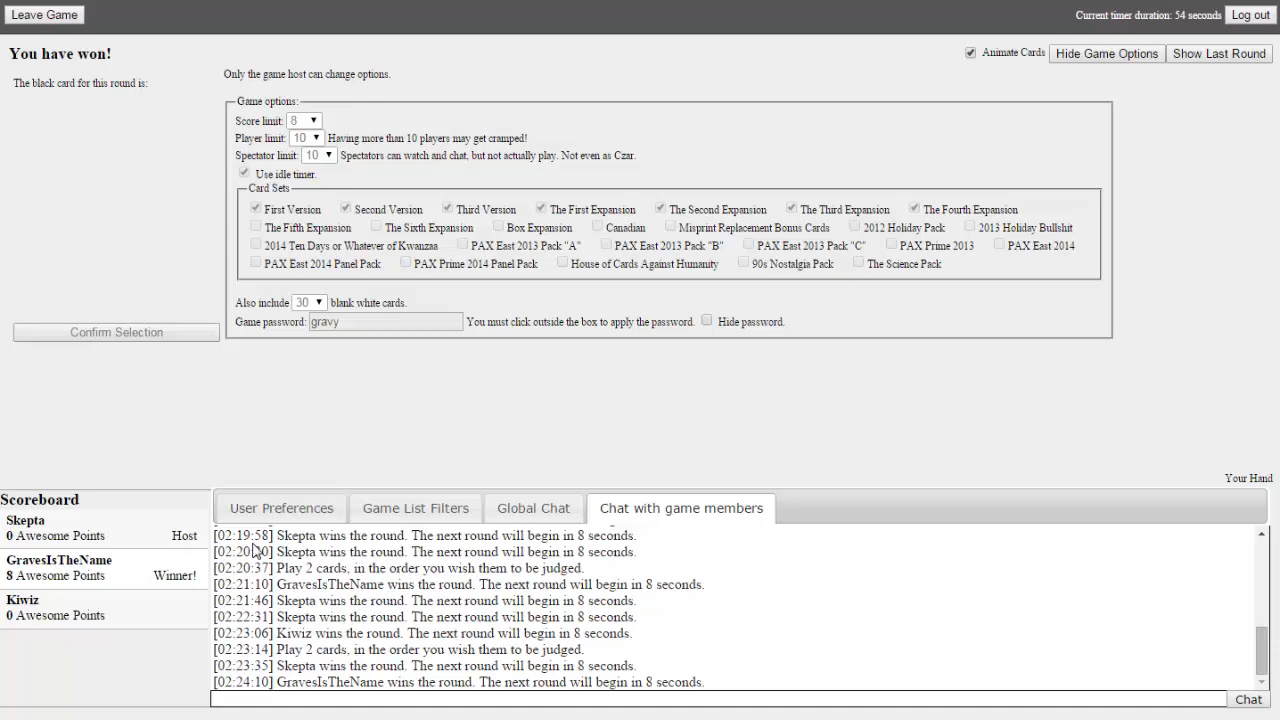 Leave Game
Current timer duration: 54 seconds
Log out
You have won!
Animate Cards
Hide Game Options
Show Last Round
The black card for this round is:
Only the game host can change options.
Game options:
Score limit: 8
Player limit: 10 Having more than 10 players may get cramped!
Spectator limit: 10 Spectators can watch and chat, but not actually play. Not even as Czar.
Use idle timer.
Card Sets
First Version Second Version Third Version The First Expansion The Second Expansion The Third Expansion The Fourth Expansion
The Fifth Expansion The Sixth Expansion Box Expansion Canadian Misprint Replacement Bonus Cards 2012 Holiday Pack 2013 Holiday Bullshit
2014 Ten Days or Whatever of Kwanzaa PAX East 2013 Pack "A" PAX East 2013 Pack "B" PAX East 2013 Pack "C" PAX Prime 2013 PAX East 2014
PAX East 2014 Panel Pack PAX Prime 2014 Panel Pack House of Cards Against Humanity 90s Nostalgia Pack The Science Pack
Also include 30 blank white cards.
Game password: gravy You must click outside the box to apply the password. Hide password.
Confirm Selection
Your Hand
Scoreboard
Skepta
0 Awesome Points Host
GravesIsTheName
8 Awesome Points Winner!
Kiwiz
0 Awesome Points
User Preferences
Game List Filters
Global Chat
Chat with game members
[02:19:58] Skepta wins the round. The next round will begin in 8 seconds.
Skepta wins the round. The next round will begin in 8 seconds.
[02:20:37] Play 2 cards, in the order you wish them to be judged.
[02:21:10] GravesIsTheName wins the round. The next round will begin in 8 seconds.
[02:21:46] Skepta wins the round. The next round will begin in 8 seconds.
[02:22:31] Skepta wins the round. The next round will begin in 8 seconds.
[02:23:06] Kiwiz wins the round. The next round will begin in 8 seconds.
[02:23:14] Play 2 cards, in the order you wish them to be judged.
[02:23:35] Skepta wins the round. The next round will begin in 8 seconds.
[02:24:10] GravesIsTheName wins the round. The next round will begin in 8 seconds.
Chat